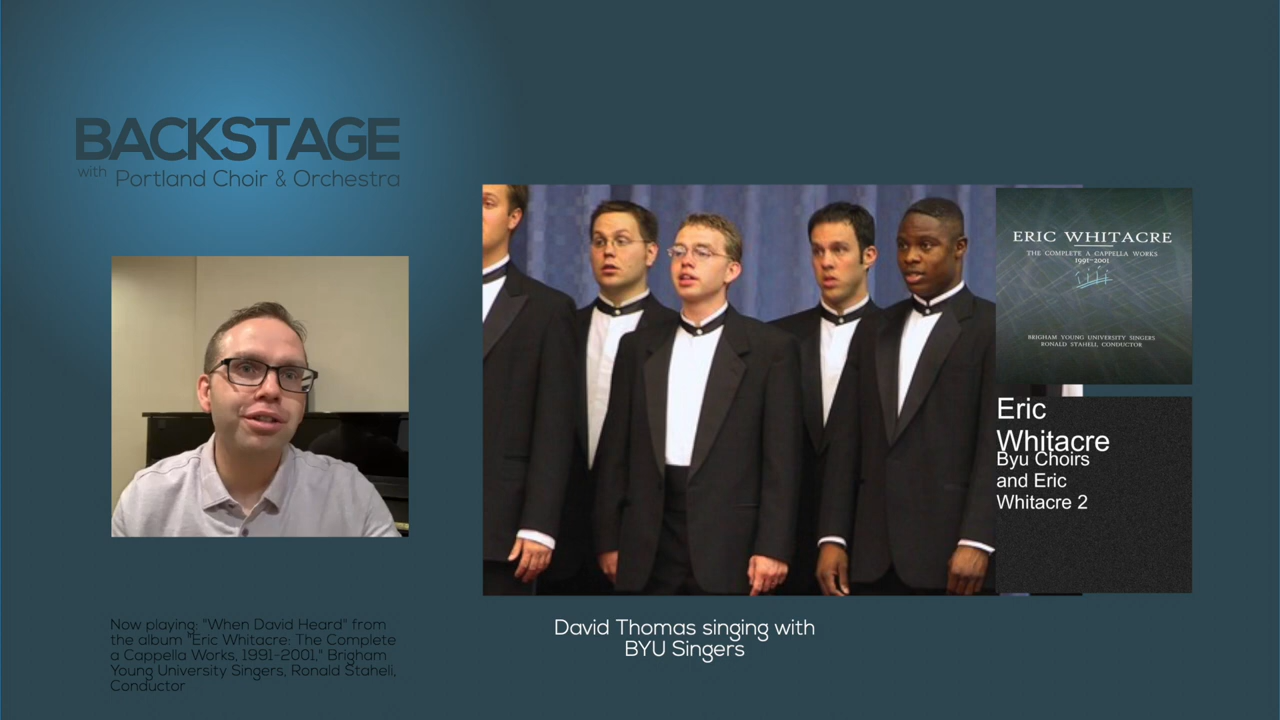 BACKSTAGE
with Portland Choir & Orchestra
ERIC WHITACRE
THE COMPLETE A CAPPELLA WORKS
1991-2001
BRIGHAM YOUNG UNIVERSITY SINGERS
RONALD STAHELI, CONDUCTOR
Eric
Whitacre
Byu Choirs
and Eric
Whitacre 2
Now playing: "When David Heard" from
the album "Eric Whitacre: The Complete
a Cappella Works, 1991-2001," Brigham
Young University Singers, Ronald Staheli,
Conductor
David Thomas singing with
BYU Singers